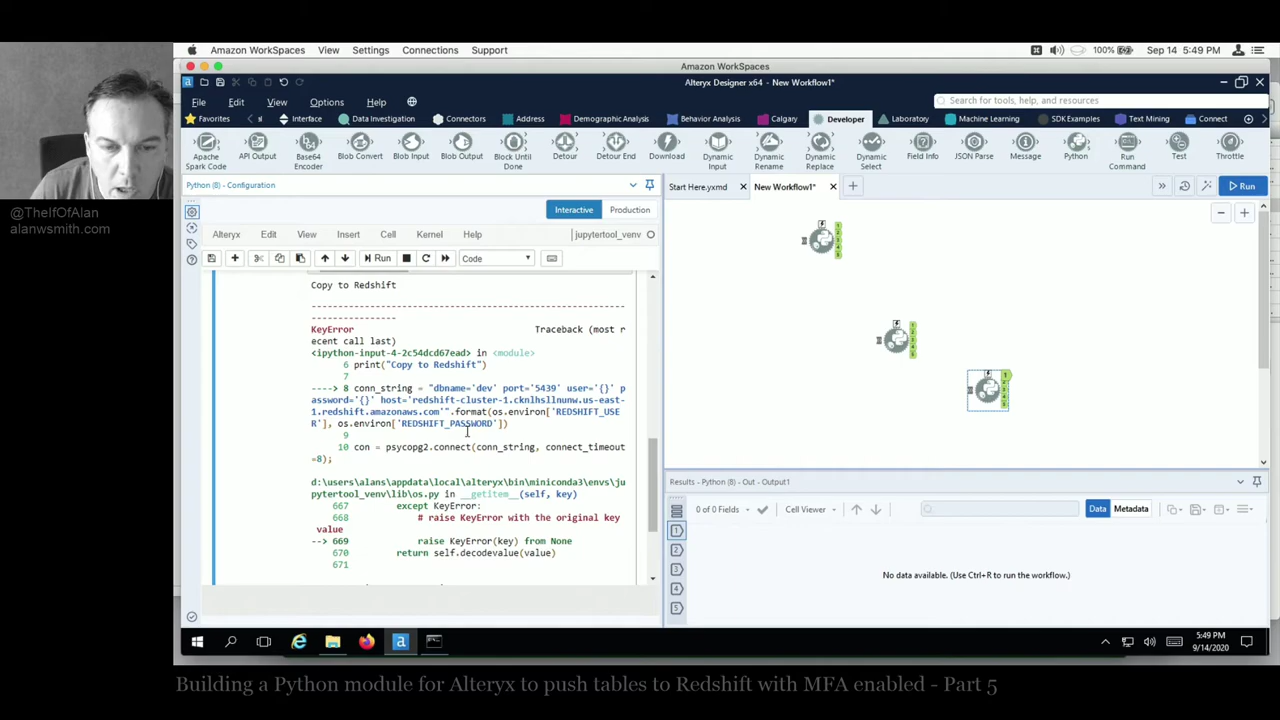 Amazon WorkSpaces View Settings Connections Support 100% Sep 14 5:49 PM
Amazon WorkSpaces
Alteryx Designer x64 - New Workflow1*
File Edit View Options Help
Search for tools, help, and resources
Favorites Interface Data Investigation Connectors Address Demographic Analysis Behavior Analysis Calgary Developer Laboratory Machine Learning SDK Examples Text Mining Connect
Apache Spark Code API Output Base64 Encoder Blob Convert Blob Input Blob Output Block Until Done Detour Detour End Download Dynamic Input Dynamic Rename Dynamic Replace Dynamic Select Field Info JSON Parse Message Python Run Command Test Throttle
@TheIfOfAlan
alanwsmith.com
Python (8) - Configuration
Start Here.yxmd New Workflow1* Run
Interactive Production
Alteryx Edit View Insert Cell Kernel Help jupytertool_venv
Run Code
Copy to Redshift
---------------------------------------------------------------------------
KeyError Traceback (most r
ecent call last)
<ipython-input-4-2c54dcd67ead> in <module>
6 print("Copy to Redshift")
7
----> 8 conn_string = "dbname='dev' port='5439' user='{}' p
assword='{}' host='redshift-cluster-1.cknlhsllnunw.us-east-
1.redshift.amazonaws.com'".format(os.environ['REDSHIFT_USE
R'], os.environ['REDSHIFT_PASSWORD'])
9
10 con = psycopg2.connect(conn_string, connect_timeout
=8);
d:\users\alans\appdata\local\alteryx\bin\miniconda3\envs\ju
pytertool_venv\lib\os.py in __getitem__(self, key)
667 except KeyError:
668 # raise KeyError with the original key
value
--> 669 raise KeyError(key) from None
670 return self.decodevalue(value)
671
Results - Python (8) - Out - Output1
0 of 0 Fields Cell Viewer Data Metadata
1
2
3
4
5
No data available. (Use Ctrl+R to run the workflow.)
5:49 PM
9/14/2020
Building a Python module for Alteryx to push tables to Redshift with MFA enabled - Part 5